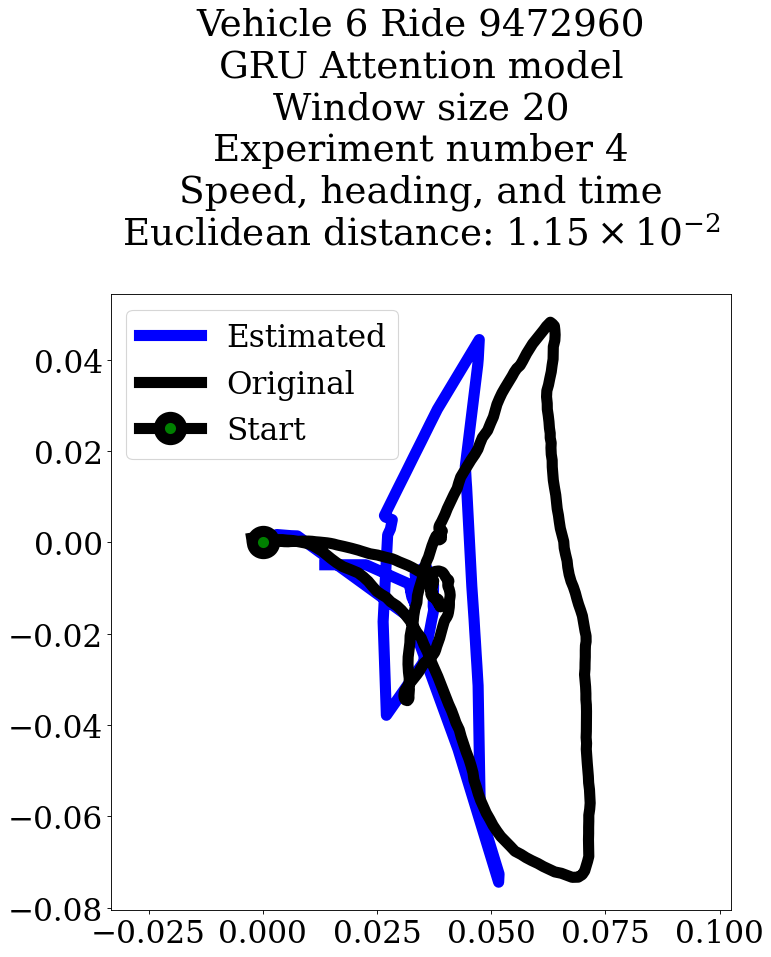 Vehicle 6 Ride 9472960
GRU Attention model
Window size 20
Experiment number 4
Speed, heading, and time
Euclidean distance: 1.15 × 10⁻²
Estimated
Original
Start
0.04
0.02
0.00
−0.02
−0.04
−0.06
−0.08
−0.025 0.000 0.025 0.050 0.075 0.100